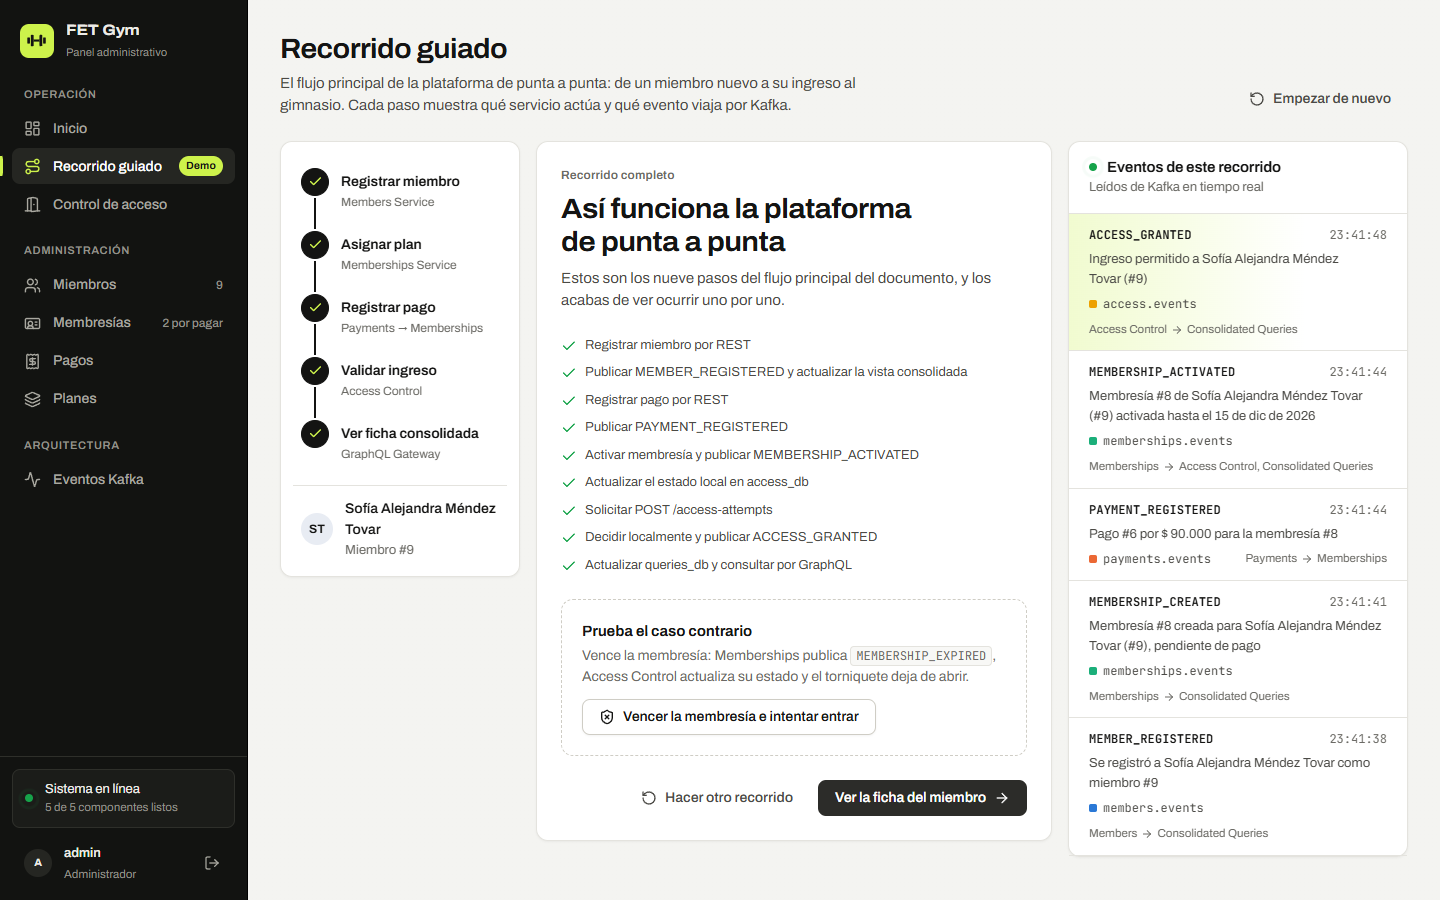 FET Gym
Panel administrativo
OPERACIÓN
Inicio
Recorrido guiado Demo
Control de acceso
ADMINISTRACIÓN
Miembros 9
Membresías 2 por pagar
Pagos
Planes
ARQUITECTURA
Eventos Kafka
Sistema en línea
5 de 5 componentes listos
A
admin
Administrador
Recorrido guiado
El flujo principal de la plataforma de punta a punta: de un miembro nuevo a su ingreso al
gimnasio. Cada paso muestra qué servicio actúa y qué evento viaja por Kafka.
Empezar de nuevo
Registrar miembro
Members Service
Asignar plan
Memberships Service
Registrar pago
Payments → Memberships
Validar ingreso
Access Control
Ver ficha consolidada
GraphQL Gateway
ST
Sofía Alejandra Méndez
Tovar
Miembro #9
Recorrido completo
Así funciona la plataforma
de punta a punta
Estos son los nueve pasos del flujo principal del documento, y los
acabas de ver ocurrir uno por uno.
Registrar miembro por REST
Publicar MEMBER_REGISTERED y actualizar la vista consolidada
Registrar pago por REST
Publicar PAYMENT_REGISTERED
Activar membresía y publicar MEMBERSHIP_ACTIVATED
Actualizar el estado local en access_db
Solicitar POST /access-attempts
Decidir localmente y publicar ACCESS_GRANTED
Actualizar queries_db y consultar por GraphQL
Prueba el caso contrario
Vence la membresía: Memberships publica MEMBERSHIP_EXPIRED,
Access Control actualiza su estado y el torniquete deja de abrir.
Vencer la membresía e intentar entrar
Hacer otro recorrido
Ver la ficha del miembro →
Eventos de este recorrido
Leídos de Kafka en tiempo real
ACCESS_GRANTED 23:41:48
Ingreso permitido a Sofía Alejandra Méndez
Tovar (#9)
access.events
Access Control → Consolidated Queries
MEMBERSHIP_ACTIVATED 23:41:44
Membresía #8 de Sofía Alejandra Méndez Tovar
(#9) activada hasta el 15 de dic de 2026
memberships.events
Memberships → Access Control, Consolidated Queries
PAYMENT_REGISTERED 23:41:44
Pago #6 por $ 90.000 para la membresía #8
payments.events Payments → Memberships
MEMBERSHIP_CREATED 23:41:41
Membresía #8 creada para Sofía Alejandra Méndez
Tovar (#9), pendiente de pago
memberships.events
Memberships → Consolidated Queries
MEMBER_REGISTERED 23:41:38
Se registró a Sofía Alejandra Méndez Tovar como
miembro #9
members.events
Members → Consolidated Queries